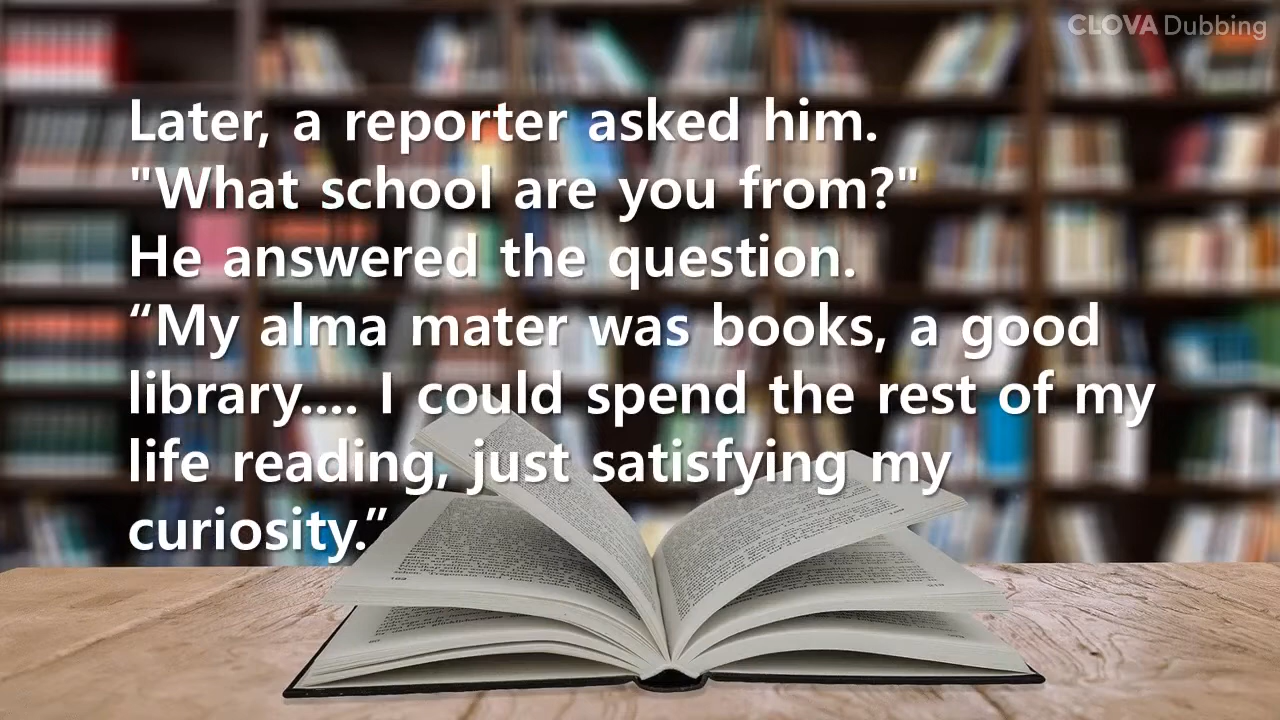 CLOVA Dubbing
Later, a reporter asked him.
"What school are you from?"
He answered the question.
“My alma mater was books, a good
library.... I could spend the rest of my
life reading, just satisfying my
curiosity.”